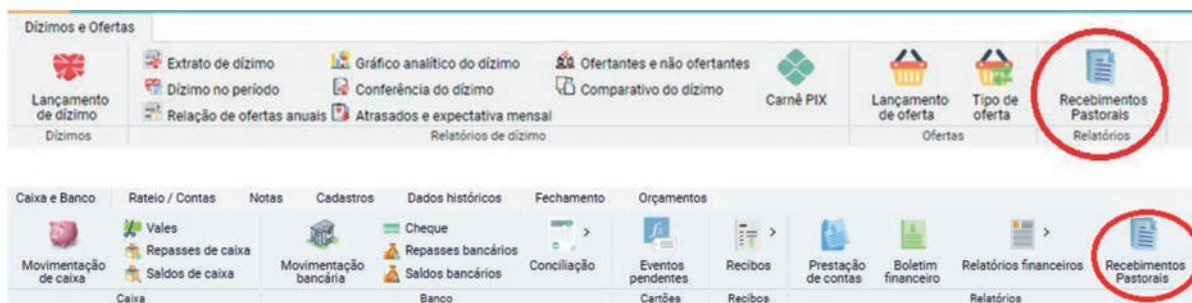 Dízimos e Ofertas
Extrato de dízimo Gráfico analítico do dízimo Ofertantes e não ofertantes
Dízimo no período Conferência do dízimo Comparativo do dízimo
Relação de ofertas anuais Atrasados e expectativa mensal
Lançamento de dízimo
Carnê PIX
Lançamento de oferta
Tipo de oferta
Recebimentos Pastorais
Dízimos Relatórios de dízimo Ofertas Relatórios
Caixa e Banco Rateio / Contas Notas Cadastros Dados históricos Fechamento Orçamentos
Movimentação de caixa
Vales
Repasses de caixa
Saldos de caixa
Movimentação bancária
Cheque
Repasses bancários
Saldos bancários
Conciliação
Eventos pendentes
Recibos
Prestação de contas
Boletim financeiro
Relatórios financeiros
Recebimentos Pastorais
Caixa Banco Cartões Recibos Relatórios